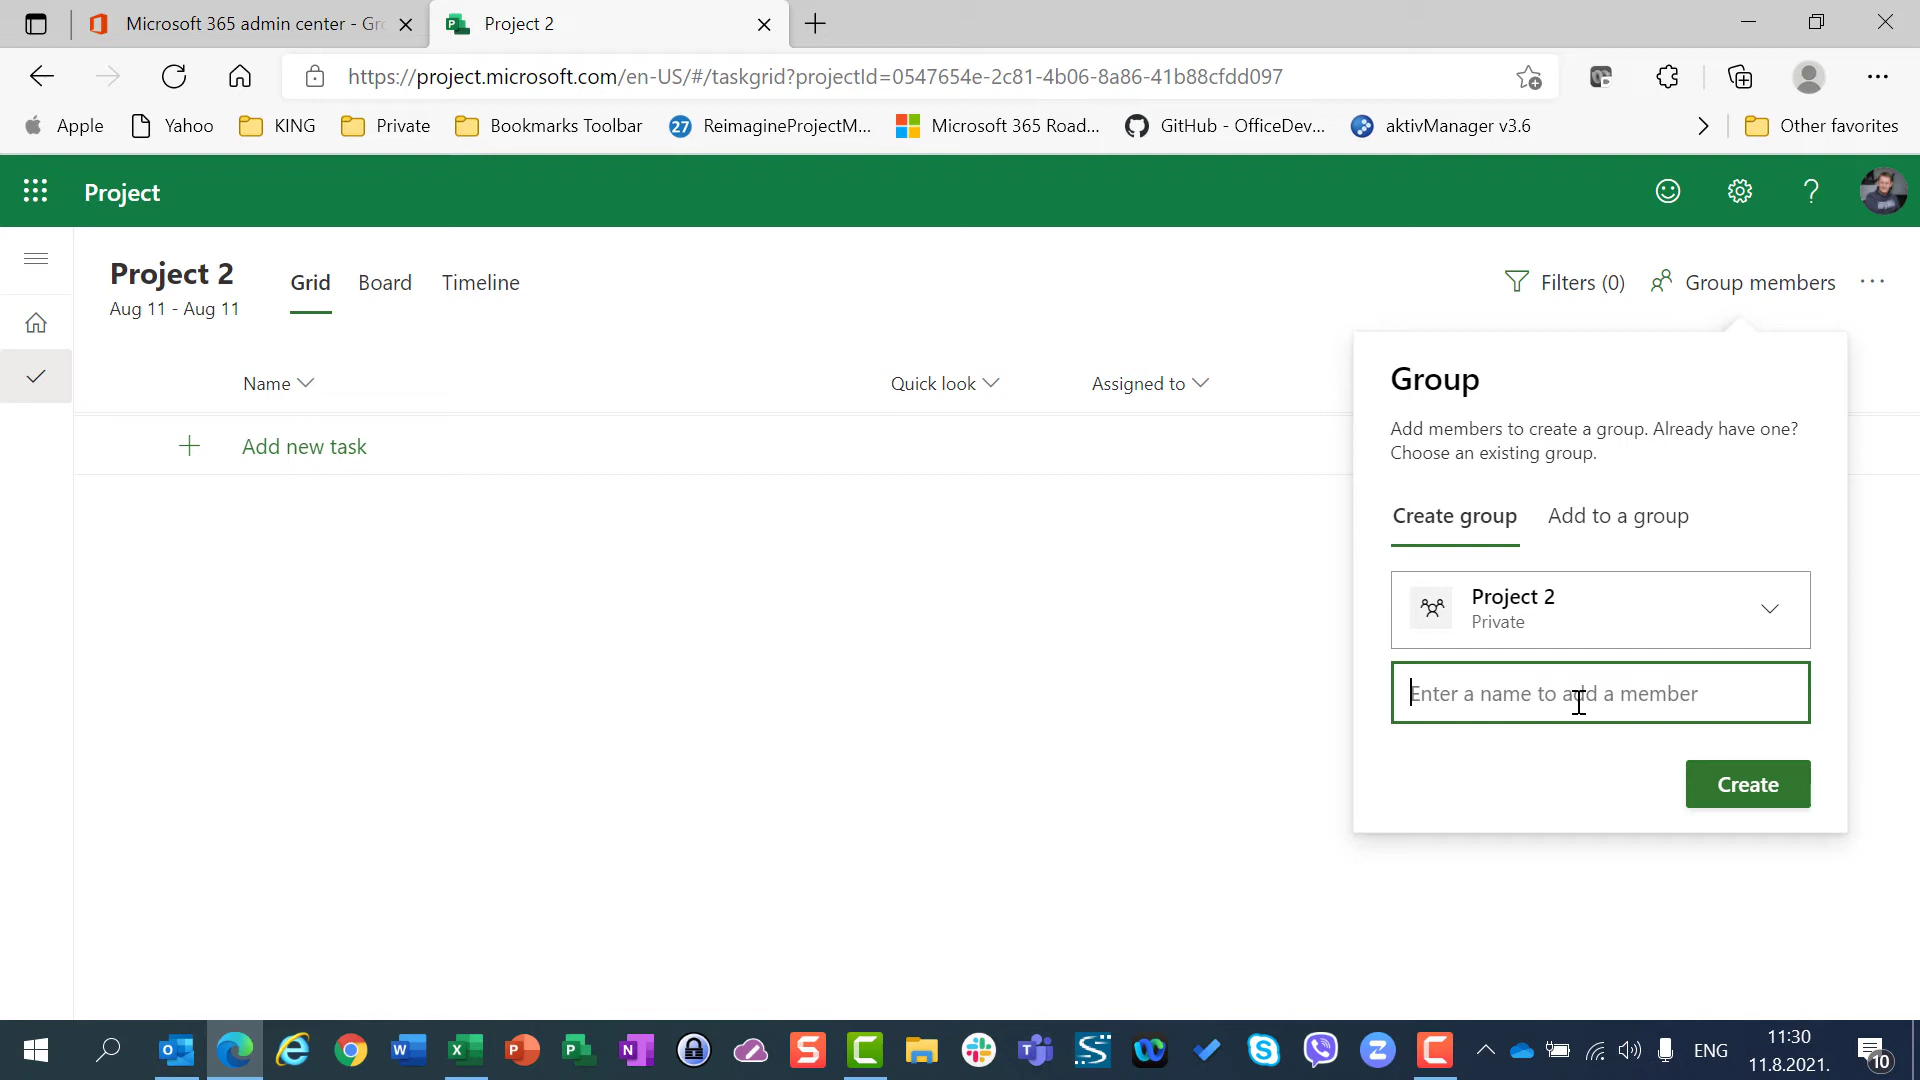 Microsoft 365 admin center - Gr
Project 2
https://project.microsoft.com/en-US/#/taskgrid?projectId=0547654e-2c81-4b06-8a86-41b88cfdd097
Apple
Yahoo
KING
Private
Bookmarks Toolbar
27
ReimagineProjectM...
Microsoft 365 Road...
GitHub - OfficeDev...
aktivManager v3.6
Other favorites
Project
Project 2
Aug 11 - Aug 11
Grid
Board
Timeline
Filters (0)
Group members
Name
Quick look
Assigned to
Add new task
Group
Add members to create a group. Already have one?
Choose an existing group.
Create group
Add to a group
Project 2
Private
Enter a name to add a member
Create
ENG
11:30
11.8.2021.
10